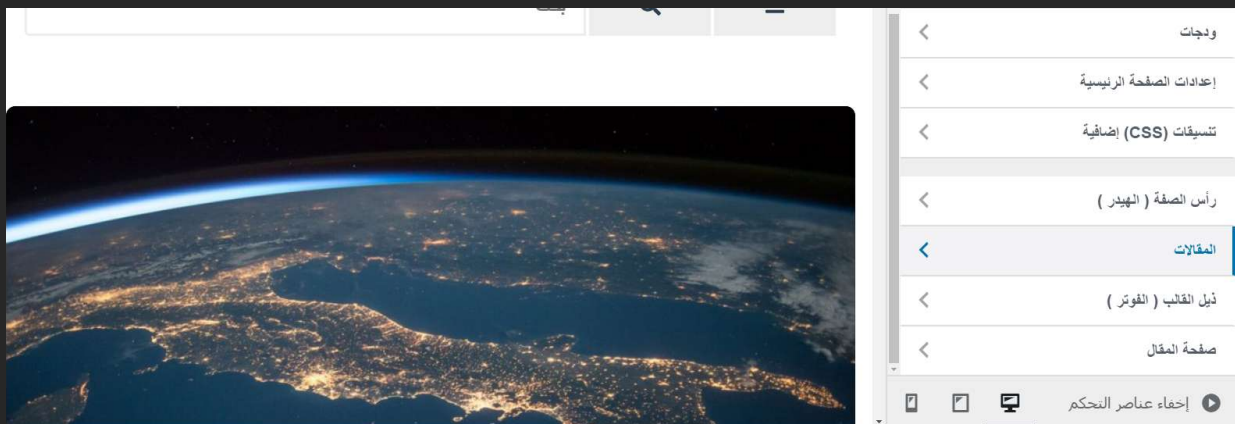 ودجات
إعدادات الصفحة الرئيسية
تنسيقات (CSS) إضافية
رأس الصفة ( الهيدر )
المقالات
ذيل القالب ( الفوتر )
صفحة المقال
إخفاء عناصر التحكم